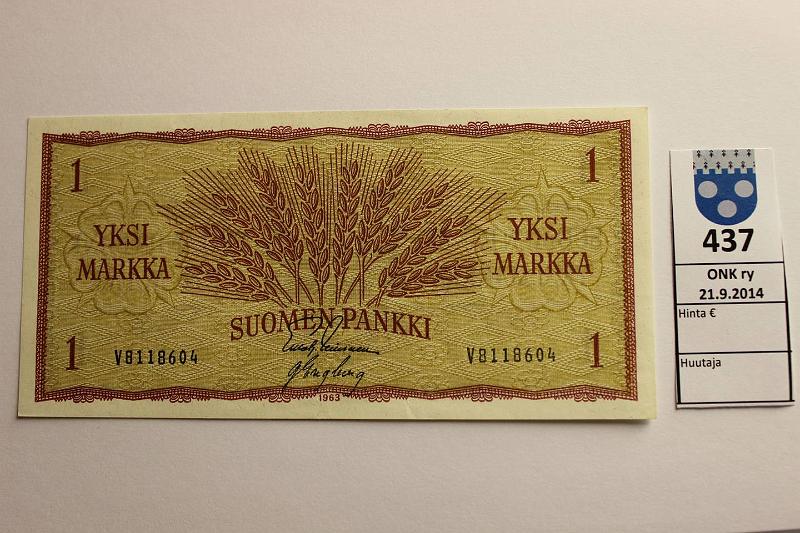 1
1
YKSI
MARKKA
YKSI
MARKKA
SUOMEN PANKKI
V8118604
V8118604
1
1
1963
437
ONK ry
21.9.2014
Hinta €
Huutaja